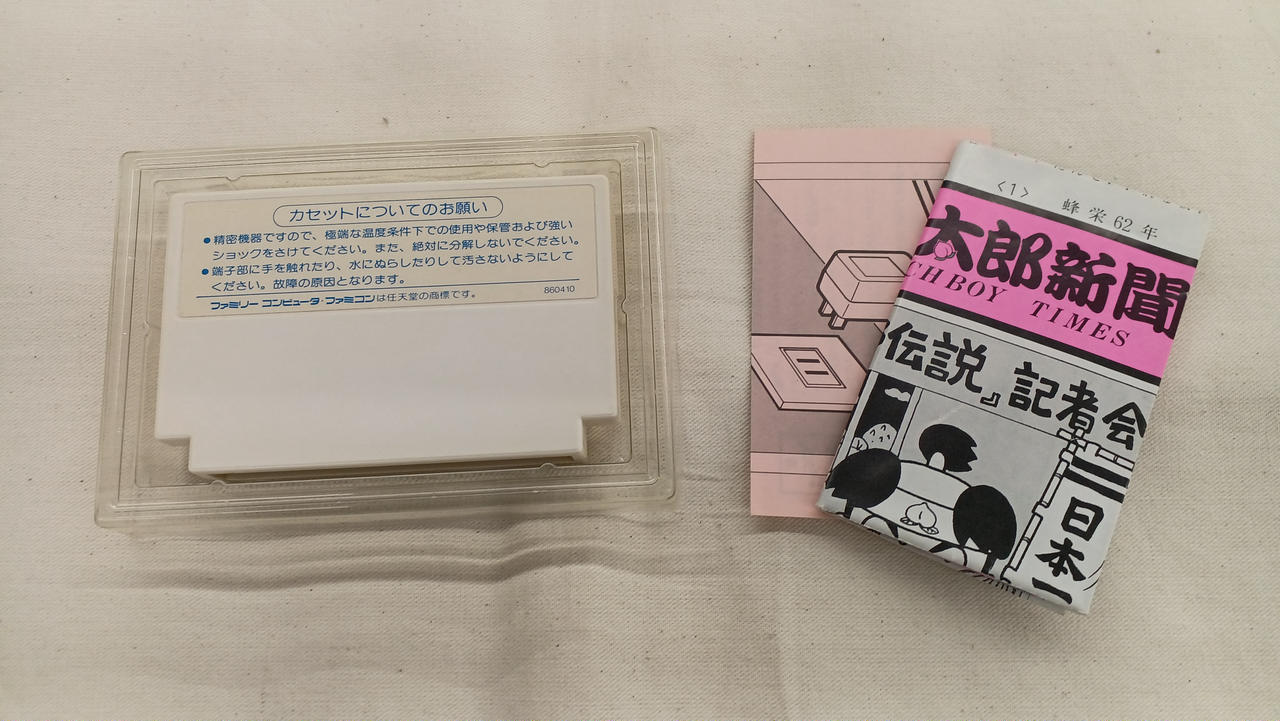 カセットについてのお願い
●精密機器ですので、極端な温度条件下での使用や保管および強い
ショックをさけてください。また、絶対に分解しないでください。
●端子部に手を触れたり、水にぬらしたりして汚さないようにして
ください。故障の原因となります。
ファミリー コンピュータ・ファミコンは任天堂の商標です。
860410
〈1〉 蜂栄62年
太郎新聞
CHBOY TIMES
伝説』記者会
日本一